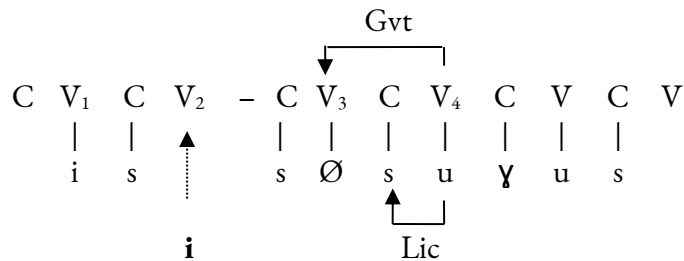 Gvt
C V₁ C V₂ – C V₃ C V₄ C V C V
i s s Ø s u ɣ u s
i Lic